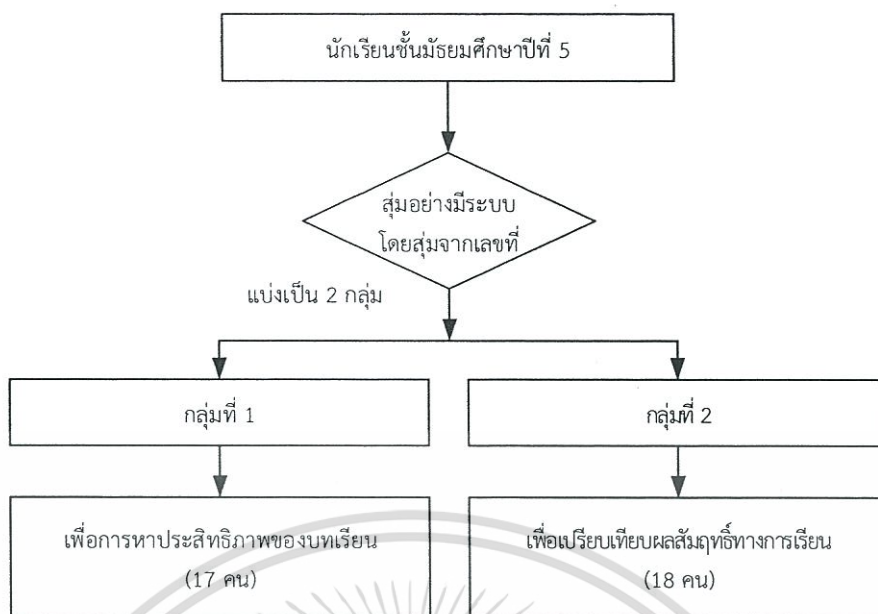 นักเรียนชั้นมัธยมศึกษาปีที่ 5
สุ่มอย่างมีระบบ
โดยสุ่มจากเลขที่
แบ่งเป็น 2 กลุ่ม
กลุ่มที่ 1
กลุ่มที่ 2
เพื่อการหาประสิทธิภาพของบทเรียน
(17 คน)
เพื่อเปรียบเทียบผลสัมฤทธิ์ทางการเรียน
(18 คน)